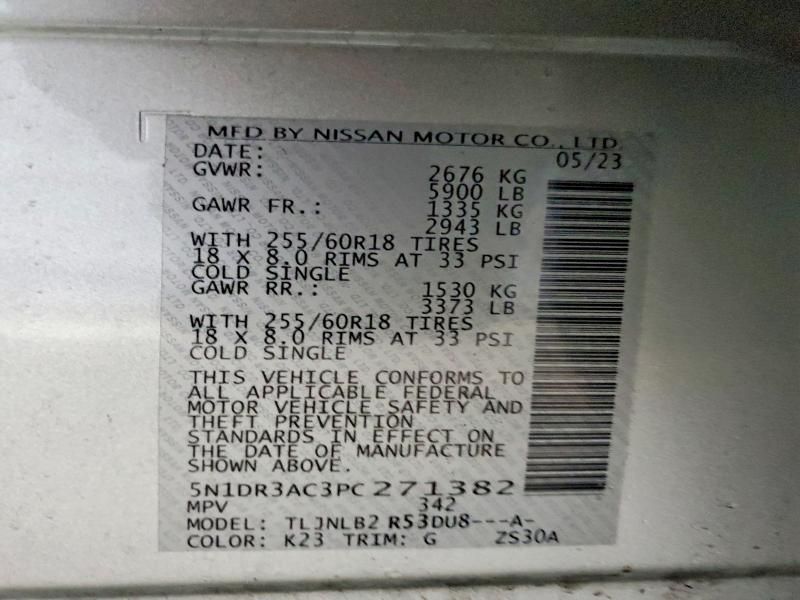 MFD BY NISSAN MOTOR CO., LTD.
DATE: 05/23
GVWR: 2676 KG
5900 LB
GAWR FR.: 1335 KG
2943 LB
WITH 255/60R18 TIRES
18 X 8.0 RIMS AT 33 PSI
COLD SINGLE
GAWR RR.: 1530 KG
3373 LB
WITH 255/60R18 TIRES
18 X 8.0 RIMS AT 33 PSI
COLD SINGLE
THIS VEHICLE CONFORMS TO
ALL APPLICABLE FEDERAL
MOTOR VEHICLE SAFETY AND
THEFT PREVENTION
STANDARDS IN EFFECT ON
THE DATE OF MANUFACTURE
SHOWN ABOVE.
5N1DR3AC3PC271382
MPV 342
MODEL: TLJNLB2 R53DU8---A-
COLOR: K23 TRIM: G ZS30A